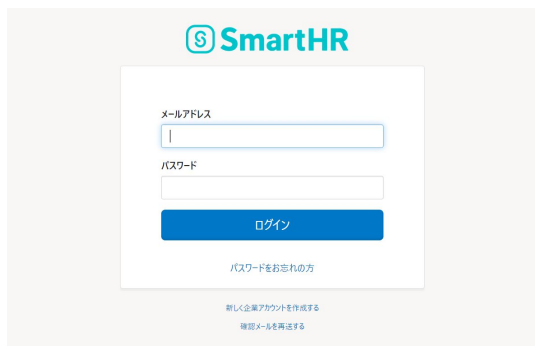 SmartHR
メールアドレス
パスワード
ログイン
パスワードをお忘れの方
新しく企業アカウントを作成する
確認メールを再送する